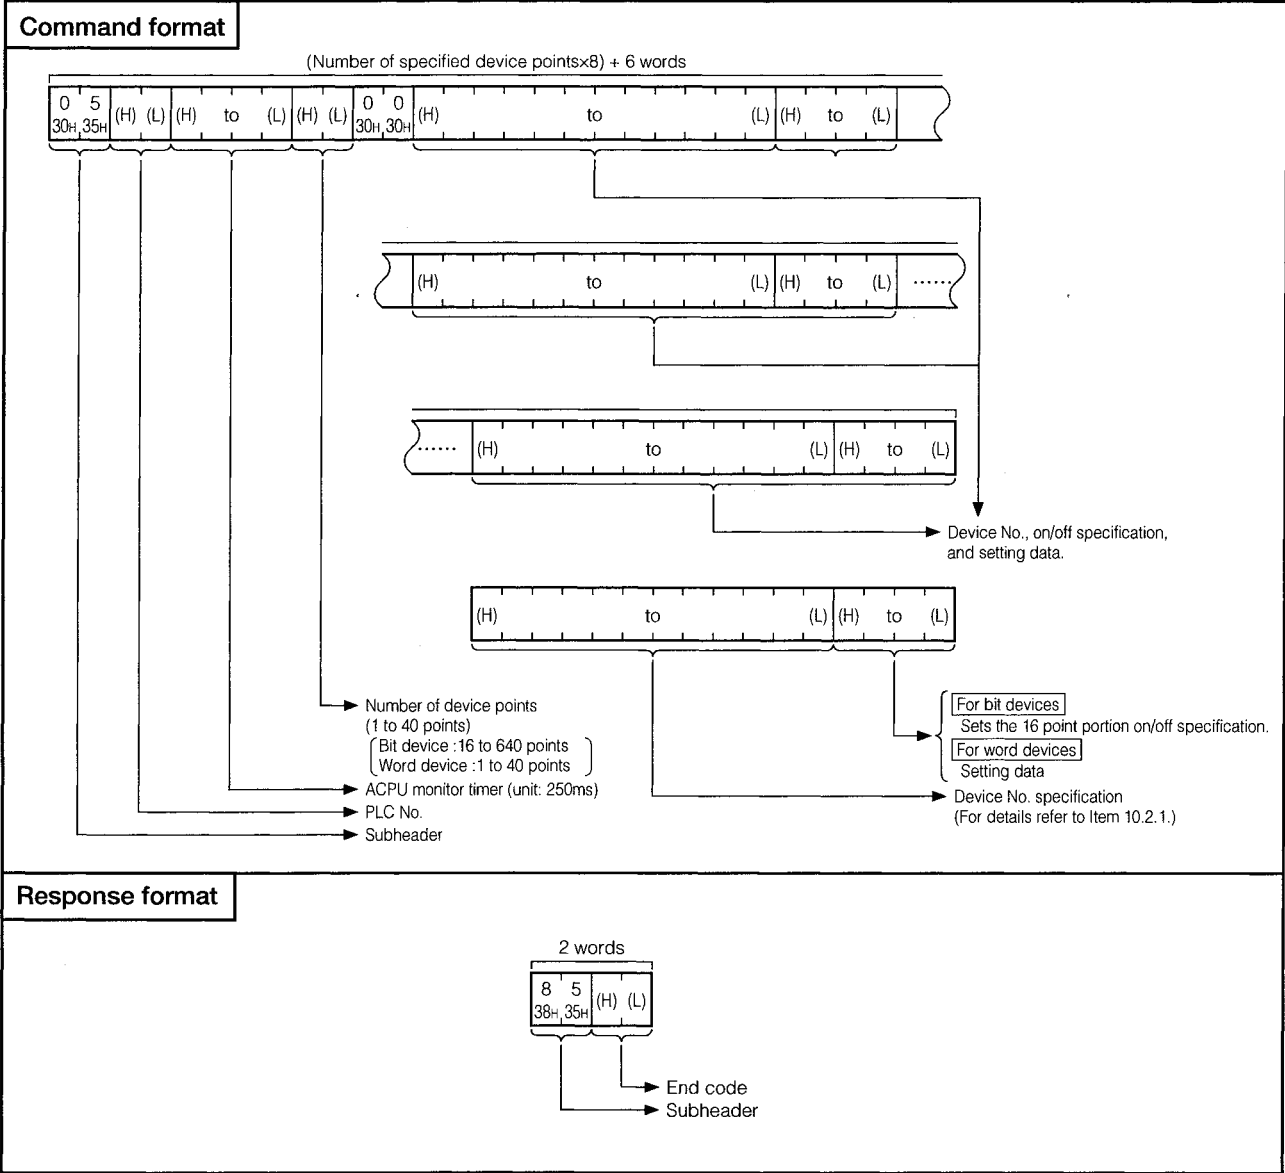 Command format
(Number of specified device points×8) + 6 words
0 5 (H) (L) (H) to (L) (H) (L) 0 0 (H) to (L) (H) to (L)
30H 35H 30H 30H
(H) to (L) (H) to (L) ······
······ (H) to (L) (H) to (L)
Device No., on/off specification,
and setting data.
(H) to (L) (H) to (L)
Number of device points
(1 to 40 points)
Bit device :16 to 640 points
Word device :1 to 40 points
ACPU monitor timer (unit: 250ms)
PLC No.
Subheader
For bit devices
Sets the 16 point portion on/off specification.
For word devices
Setting data
Device No. specification
(For details refer to Item 10.2.1.)
Response format
2 words
8 5 (H) (L)
38H 35H
End code
Subheader